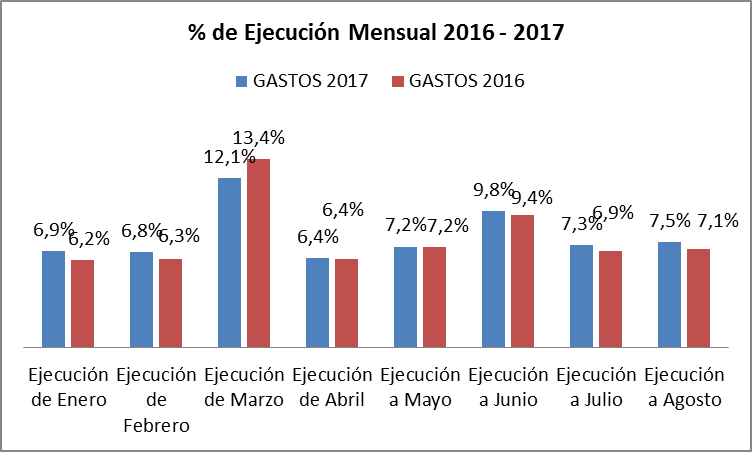 % de Ejecución Mensual 2016 - 2017
GASTOS 2017 GASTOS 2016
6,9% 6,2% 6,8% 6,3% 12,1% 13,4% 6,4% 6,4% 7,2% 7,2% 9,8% 9,4% 7,3% 6,9% 7,5% 7,1%
Ejecución Ejecución Ejecución Ejecución Ejecución Ejecución Ejecución Ejecución
de Enero de de Marzo de Abril a Mayo a Junio a Julio a Agosto
Febrero